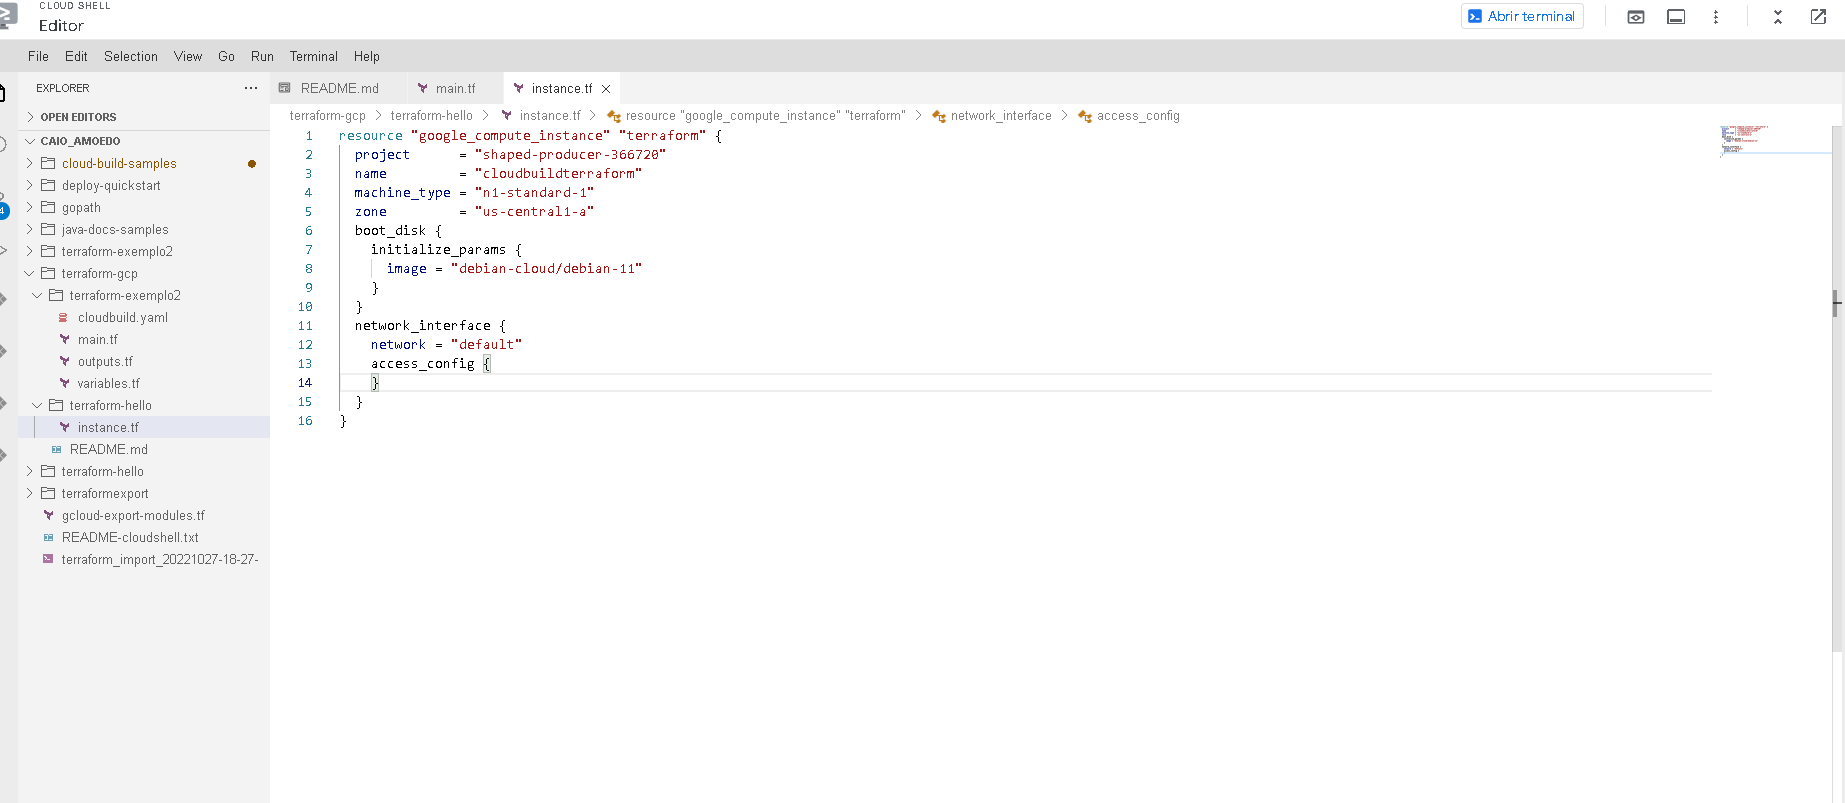 CLOUD SHELL
Editor
Abrir terminal
File Edit Selection View Go Run Terminal Help
EXPLORER
OPEN EDITORS
CAIO_AMOEDO
cloud-build-samples
deploy-quickstart
gopath
java-docs-samples
terraform-exemplo2
terraform-gcp
terraform-exemplo2
cloudbuild.yaml
main.tf
outputs.tf
variables.tf
terraform-hello
instance.tf
README.md
terraform-hello
terraformexport
gcloud-export-modules.tf
README-cloudshell.txt
terraform_import_20221027-18-27-
README.md main.tf instance.tf
terraform-gcp terraform-hello instance.tf resource "google_compute_instance" "terraform" network_interface access_config
1 resource "google_compute_instance" "terraform" {
2 project = "shaped-producer-366720"
3 name = "cloudbuildterraform"
4 machine_type = "n1-standard-1"
5 zone = "us-central1-a"
6 boot_disk {
7 initialize_params {
8 image = "debian-cloud/debian-11"
9 }
10 }
11 network_interface {
12 network = "default"
13 access_config {
14 }
15 }
16 }